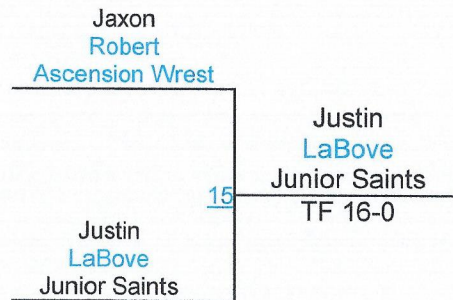 Jaxon
Robert
Ascension Wrest
Justin
LaBove
Junior Saints
TF 16-0
15
Justin
LaBove
Junior Saints